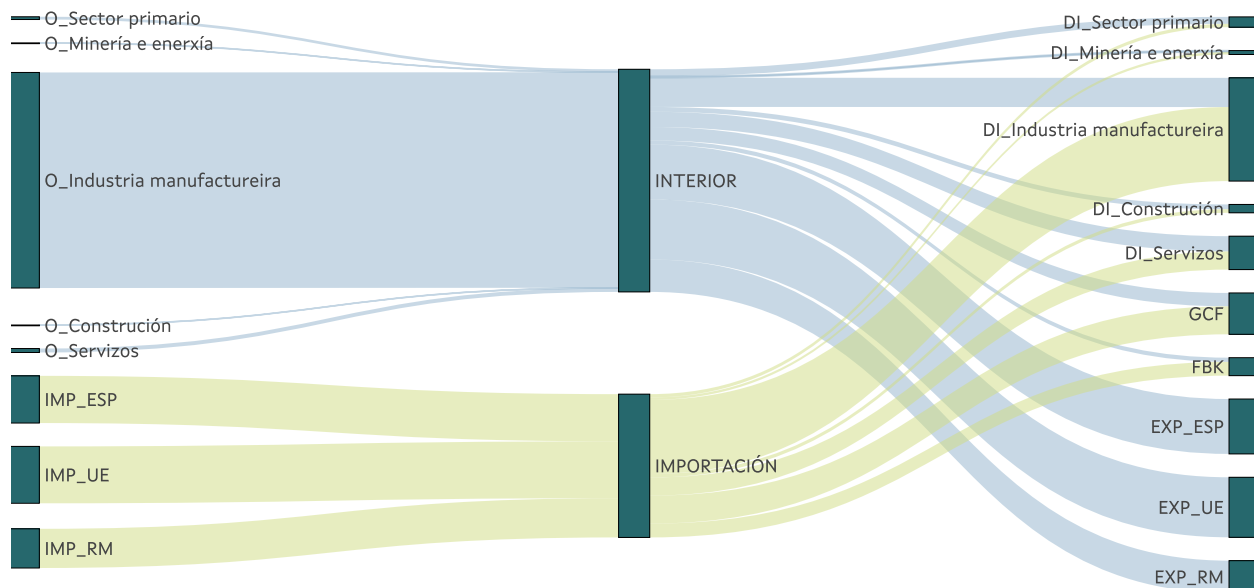 O_Sector primario
O_Minería e enerxía
O_Industria manufactureira
O_Construción
O_Servizos
IMP_ESP
IMP_UE
IMP_RM
INTERIOR
IMPORTACIÓN
DI_Sector primario
DI_Minería e enerxía
DI_Industria manufactureira
DI_Construción
DI_Servizos
GCF
FBK
EXP_ESP
EXP_UE
EXP_RM